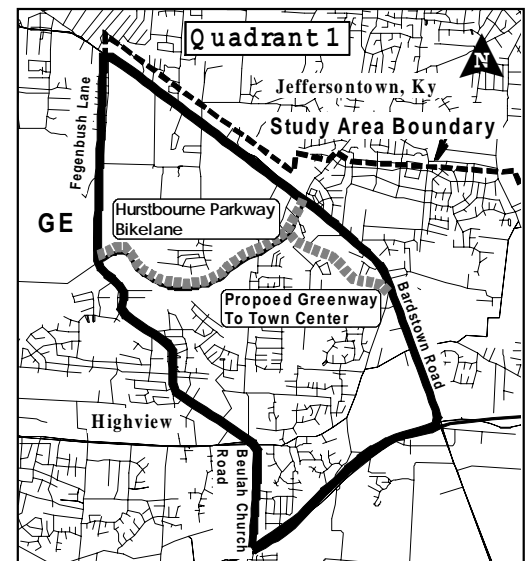 Quadrant 1
N
Jeffersontown, Ky
Study Area Boundary
Fegenbush Lane
GE
Hurstbourne Parkway
Bikelane
Propoed Greenway
To Town Center
Bardstown Road
Highview
Beulah Church
Road